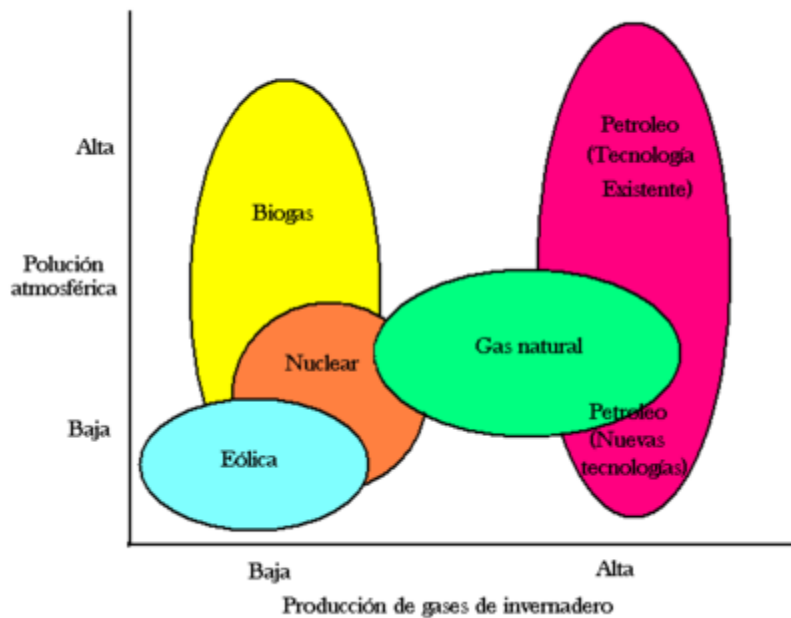 Alta
Polución
atmosférica
Baja
Biogas
Nuclear
Eólica
Gas natural
Petroleo
(Tecnología
Existente)
Petroleo
(Nuevas
tecnologías)
Baja
Alta
Producción de gases de invernadero